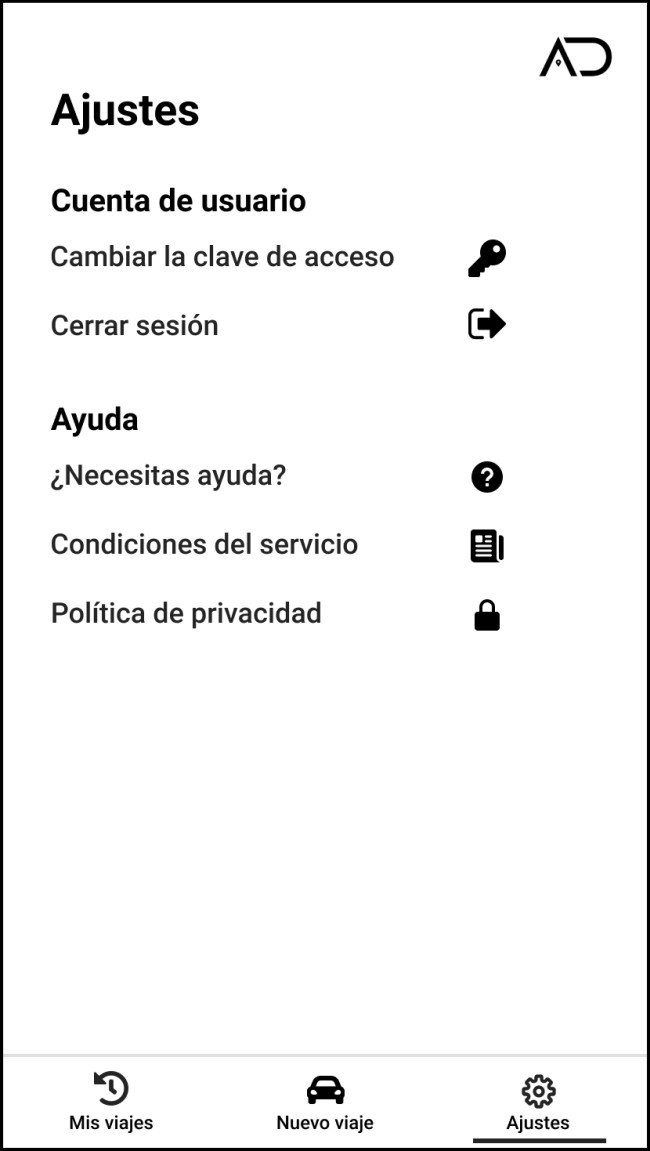 AD
Ajustes
Cuenta de usuario
Cambiar la clave de acceso
Cerrar sesión
Ayuda
¿Necesitas ayuda?
Condiciones del servicio
Política de privacidad
Mis viajes
Nuevo viaje
Ajustes